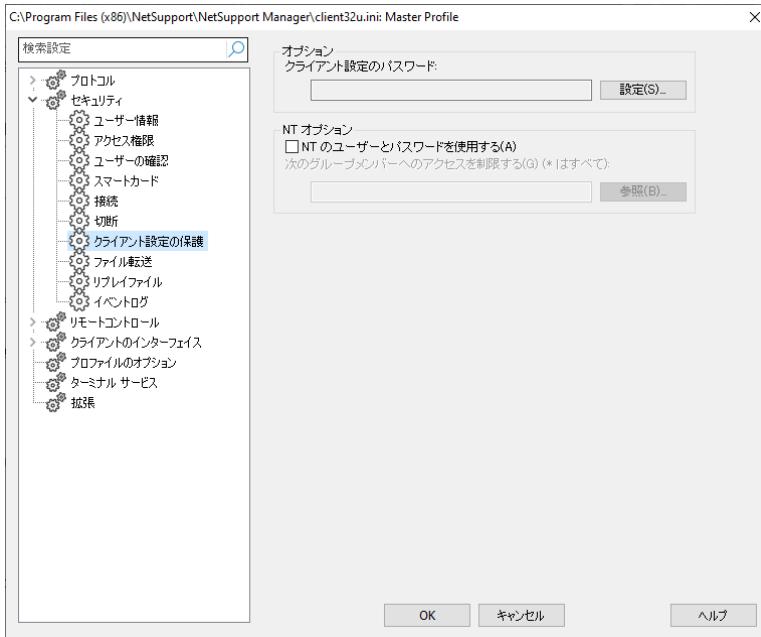 C:\Program Files (x86)\NetSupport\NetSupport Manager\client32u.ini: Master Profile
検索設定
プロトコル
セキュリティ
ユーザー情報
アクセス権限
ユーザーの確認
スマートカード
接続
切断
クライアント設定の保護
ファイル転送
リプレイファイル
イベントログ
リモートコントロール
クライアントのインターフェイス
プロファイルのオプション
ターミナル サービス
拡張
オプション
クライアント設定のパスワード:
設定(S)...
NT オプション
NT のユーザーとパスワードを使用する(A)
次のグループメンバーへのアクセスを制限する(G) (* はすべて):
参照(B)...
OK
キャンセル
ヘルプ